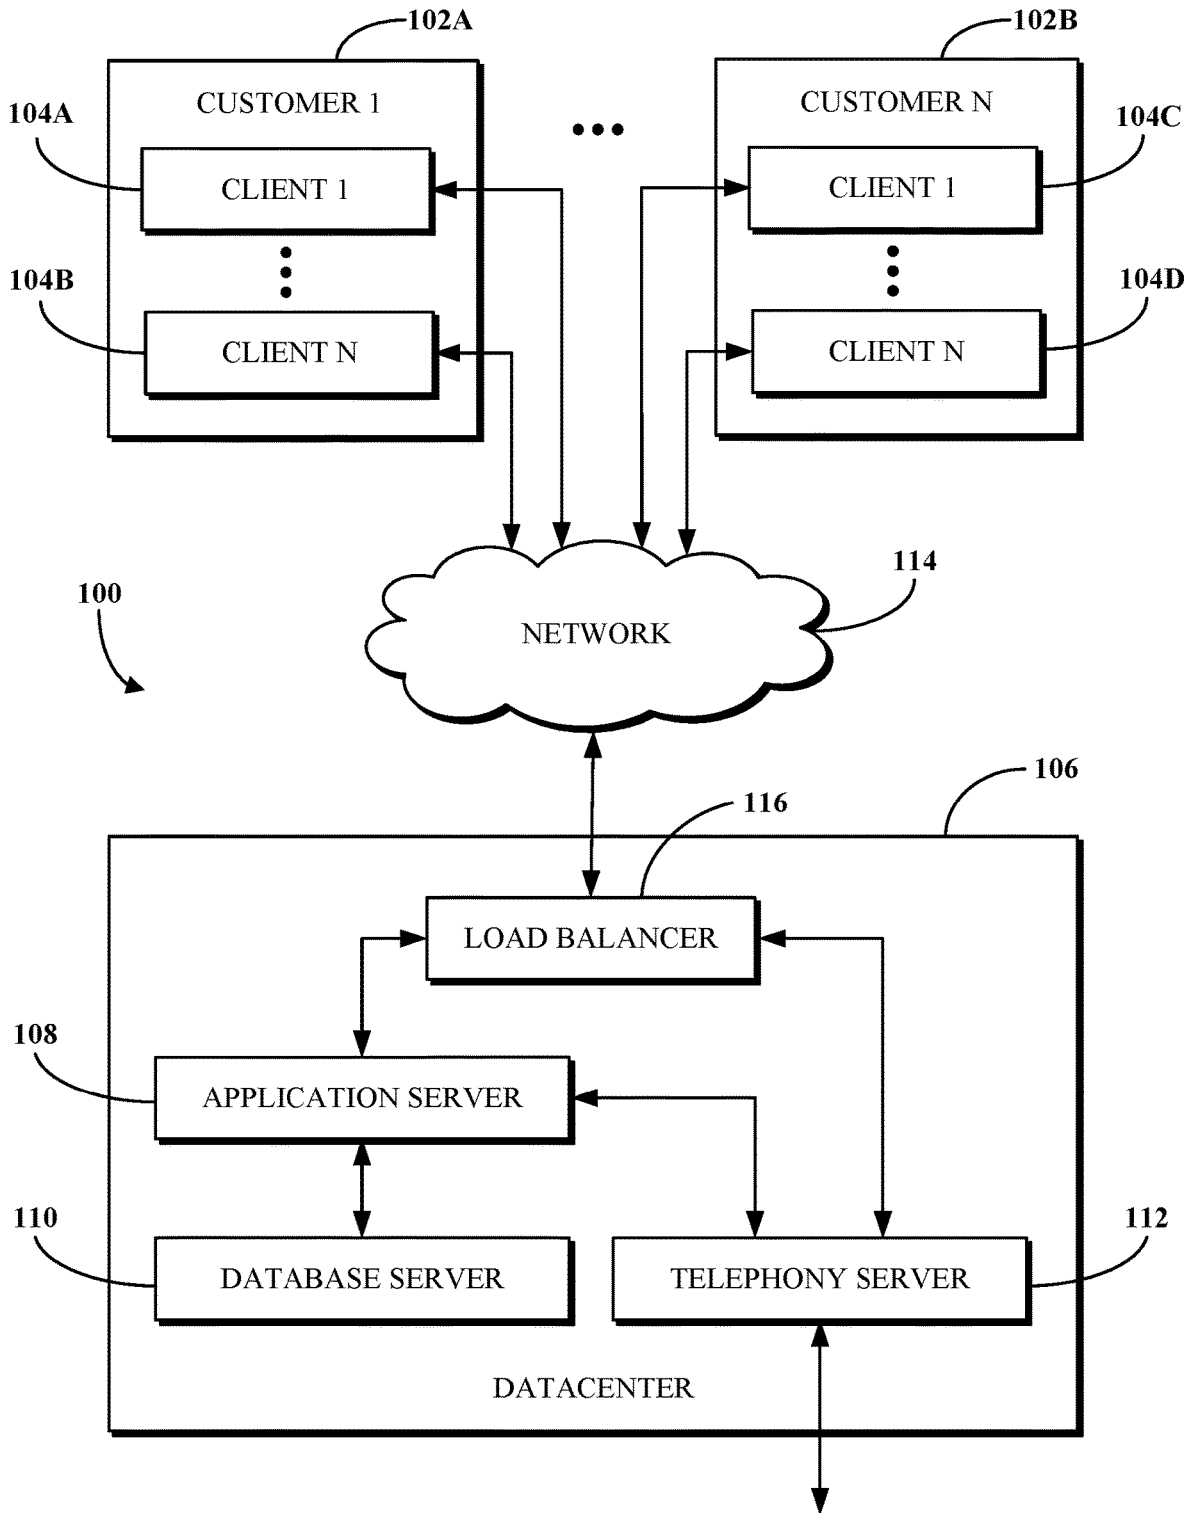 102A
102B
CUSTOMER 1
CUSTOMER N
104A
104C
CLIENT 1
CLIENT 1
104B
104D
CLIENT N
CLIENT N
114
100
NETWORK
106
116
LOAD BALANCER
108
APPLICATION SERVER
110
112
DATABASE SERVER
TELEPHONY SERVER
DATACENTER